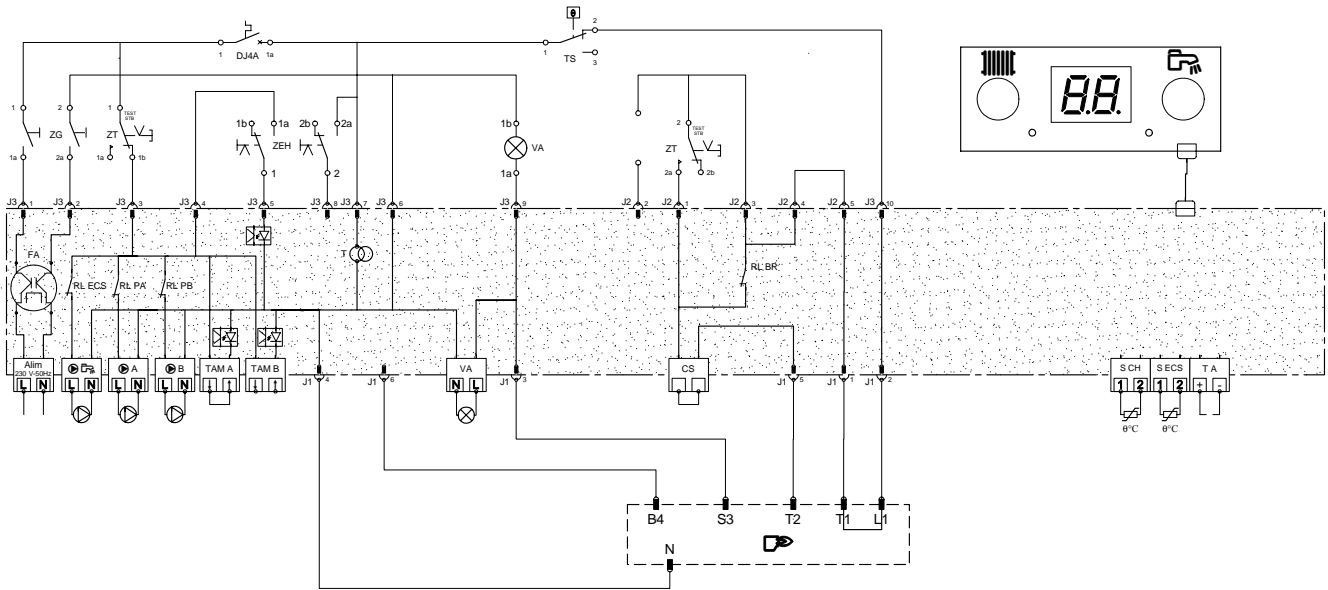 θ
2
1
3
TS
DJ4A
1
1a
8.8.
1
1a
ZG
2
2a
ZT
1
TEST
STB
1a
1b
1b
1a
ZEH
1
2b
2a
2
1b
VA
1a
ZT
2
TEST
STB
2a
2b
J3 1
J3 2
J3 3
J3 4
J3 5
J3 8
J3 7
J3 6
J3 9
J2 2
J2 1
J2 3
J2 4
J2 5
J3 10
FA
RL ECS
RL PA
RL PB
T
RL BR
Alim
230 V-50Hz
L N
L N
A
L N
B
L N
TAM A
TAM B
VA
N L
CS
S CH
1 2
S ECS
1 2
T A
+ -
J1 4
J1 6
J1 3
J1 5
J1 1
J1 2
θ°C
θ°C
B4
S3
T2
T1
L1
N